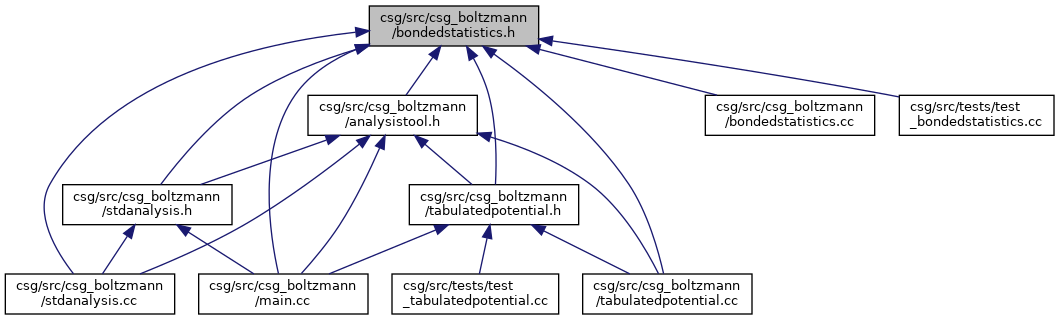 csg/src/csg_boltzmann
/bondedstatistics.h
csg/src/csg_boltzmann
/analysistool.h
csg/src/csg_boltzmann
/bondedstatistics.cc
csg/src/tests/test
_bondedstatistics.cc
csg/src/csg_boltzmann
/stdanalysis.h
csg/src/csg_boltzmann
/tabulatedpotential.h
csg/src/csg_boltzmann
/stdanalysis.cc
csg/src/csg_boltzmann
/main.cc
csg/src/tests/test
_tabulatedpotential.cc
csg/src/csg_boltzmann
/tabulatedpotential.cc